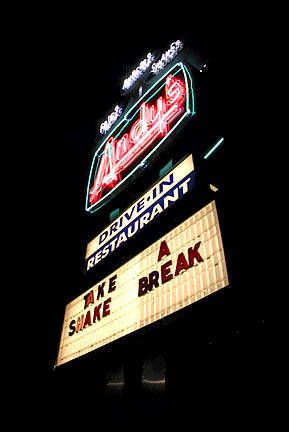 Andy's
DRIVE-IN
RESTAURANT
TAKE A
SHAKE BREAK